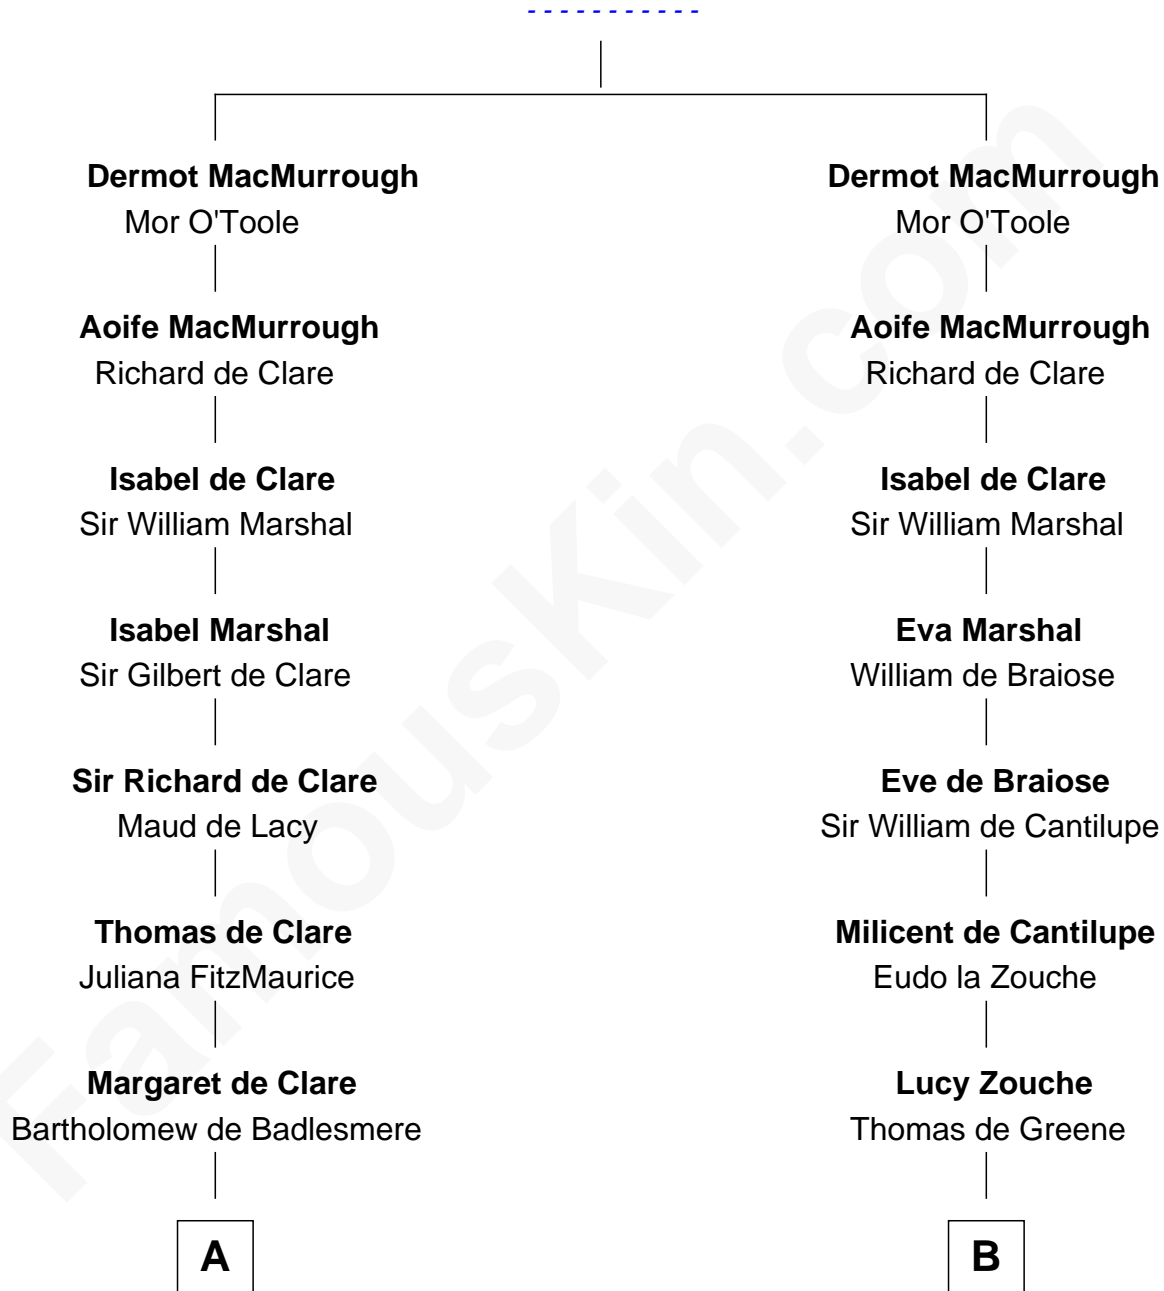 - - - - - - - - - - -
Dermot MacMurrough
Mor O'Toole
Aoife MacMurrough
Richard de Clare
Isabel de Clare
Sir William Marshal
Isabel Marshal
Sir Gilbert de Clare
Sir Richard de Clare
Maud de Lacy
Thomas de Clare
Juliana FitzMaurice
Margaret de Clare
Bartholomew de Badlesmere
A
Dermot MacMurrough
Mor O'Toole
Aoife MacMurrough
Richard de Clare
Isabel de Clare
Sir William Marshal
Eva Marshal
William de Braiose
Eve de Braiose
Sir William de Cantilupe
Milicent de Cantilupe
Eudo la Zouche
Lucy Zouche
Thomas de Greene
B
FamousKin.com